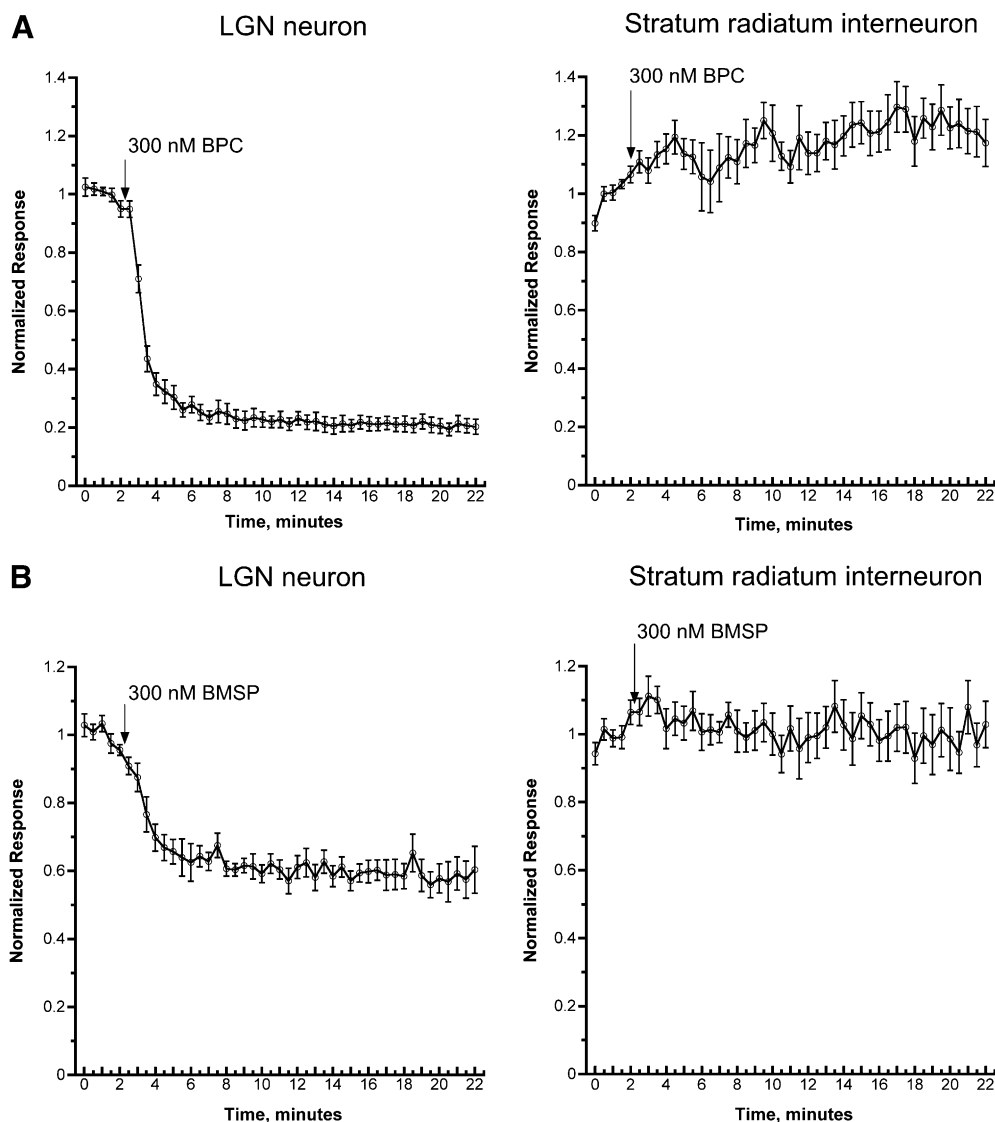 A
LGN neuron
Stratum radiatum interneuron
300 nM BPC
300 nM BPC
Normalized Response
1.4
1.2
1
0.8
0.6
0.4
0.2
0
0 2 4 6 8 10 12 14 16 18 20 22
Time, minutes
Normalized Response
1.4
1.2
1
0.8
0.6
0.4
0.2
0
0 2 4 6 8 10 12 14 16 18 20 22
Time, minutes
B
LGN neuron
Stratum radiatum interneuron
300 nM BMSP
300 nM BMSP
Normalized Response
1.2
1
0.8
0.6
0.4
0.2
0
0 2 4 6 8 10 12 14 16 18 20 22
Time, minutes
Normalized Response
1.2
1
0.8
0.6
0.4
0.2
0
0 2 4 6 8 10 12 14 16 18 20 22
Time, minutes